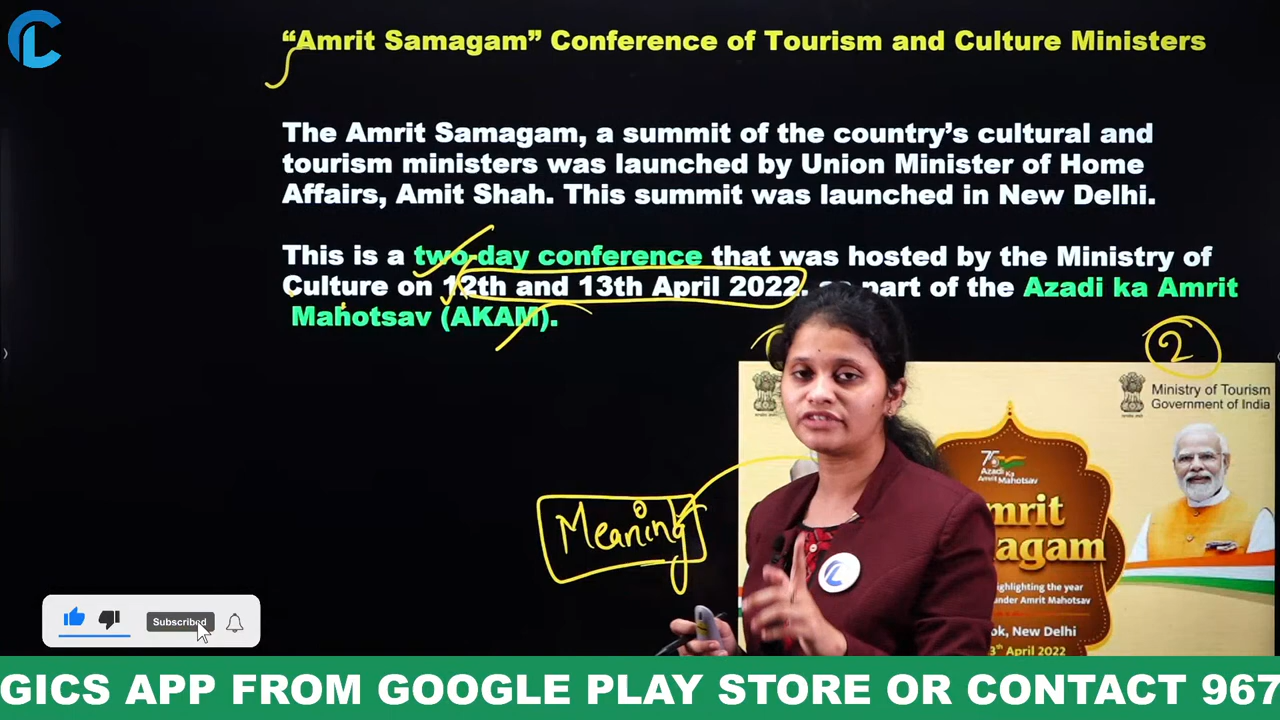 “Amrit Samagam” Conference of Tourism and Culture Ministers
The Amrit Samagam, a summit of the country’s cultural and
tourism ministers was launched by Union Minister of Home
Affairs, Amit Shah. This summit was launched in New Delhi.
This is a two-day conference that was hosted by the Ministry of
Culture on 12th and 13th April 2022, as part of the Azadi ka Amrit
Mahotsav (AKAM).
2
Ministry of Tourism
Government of India
75
Azadi Ka
Amrit Mahotsav
Meaning
New Delhi
April 2022
under Amrit Mahotsav
the year
Subscribed
APP FROM GOOGLE PLAY STORE OR CONTACT 967